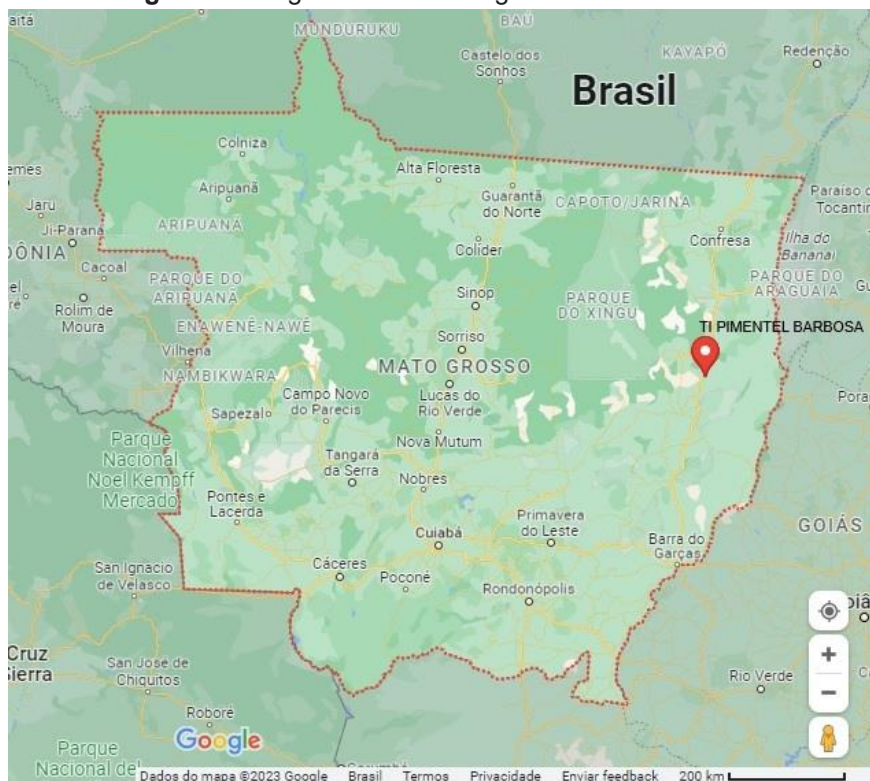 MUNDURUKU
BAÚ
Castelo dos
Sonhos
KAYAPÓ
Redenção
Brasil
Colniza
Aripuanã
Alta Floresta
Guarantã
do Norte
CAPOTO/JARINA
Paraíso
Tocantin
Jaru
Ji-Paraná
DÔNIA
ARIPUANÃ
Colíder
Confresa
Ilha do
Bananal
Cacoal
Rolim de
Moura
PARQUE DO
ARIPUANÃ
Sinop
PARQUE
DO XINGU
PARQUE DO
ARAGUAIA
ENAWENÊ-NAWÊ
Vilhena
Sorriso
TI PIMENTEL BARBOSA
NAMBIKWARA
MATO GROSSO
Sapezal
Campo Novo
do Parecis
Lucas do
Rio Verde
Nova Mutum
Parque
Nacional
Noel Kempff
Mercado
Tangará
da Serra
Nobres
Pontes e
Lacerda
Primavera
do Leste
Cuiabá
Barra do
Garças
GOIÁS
San Ignacio
de Velasco
Cáceres
Poconé
Rondonópolis
Cruz
Sierra
San José de
Chiquitos
Rio Verde
Roboré
Google
Parque
Nacional del
Dados do mapa ©2023 Google Brasil Termos Privacidade Enviar feedback 200 km